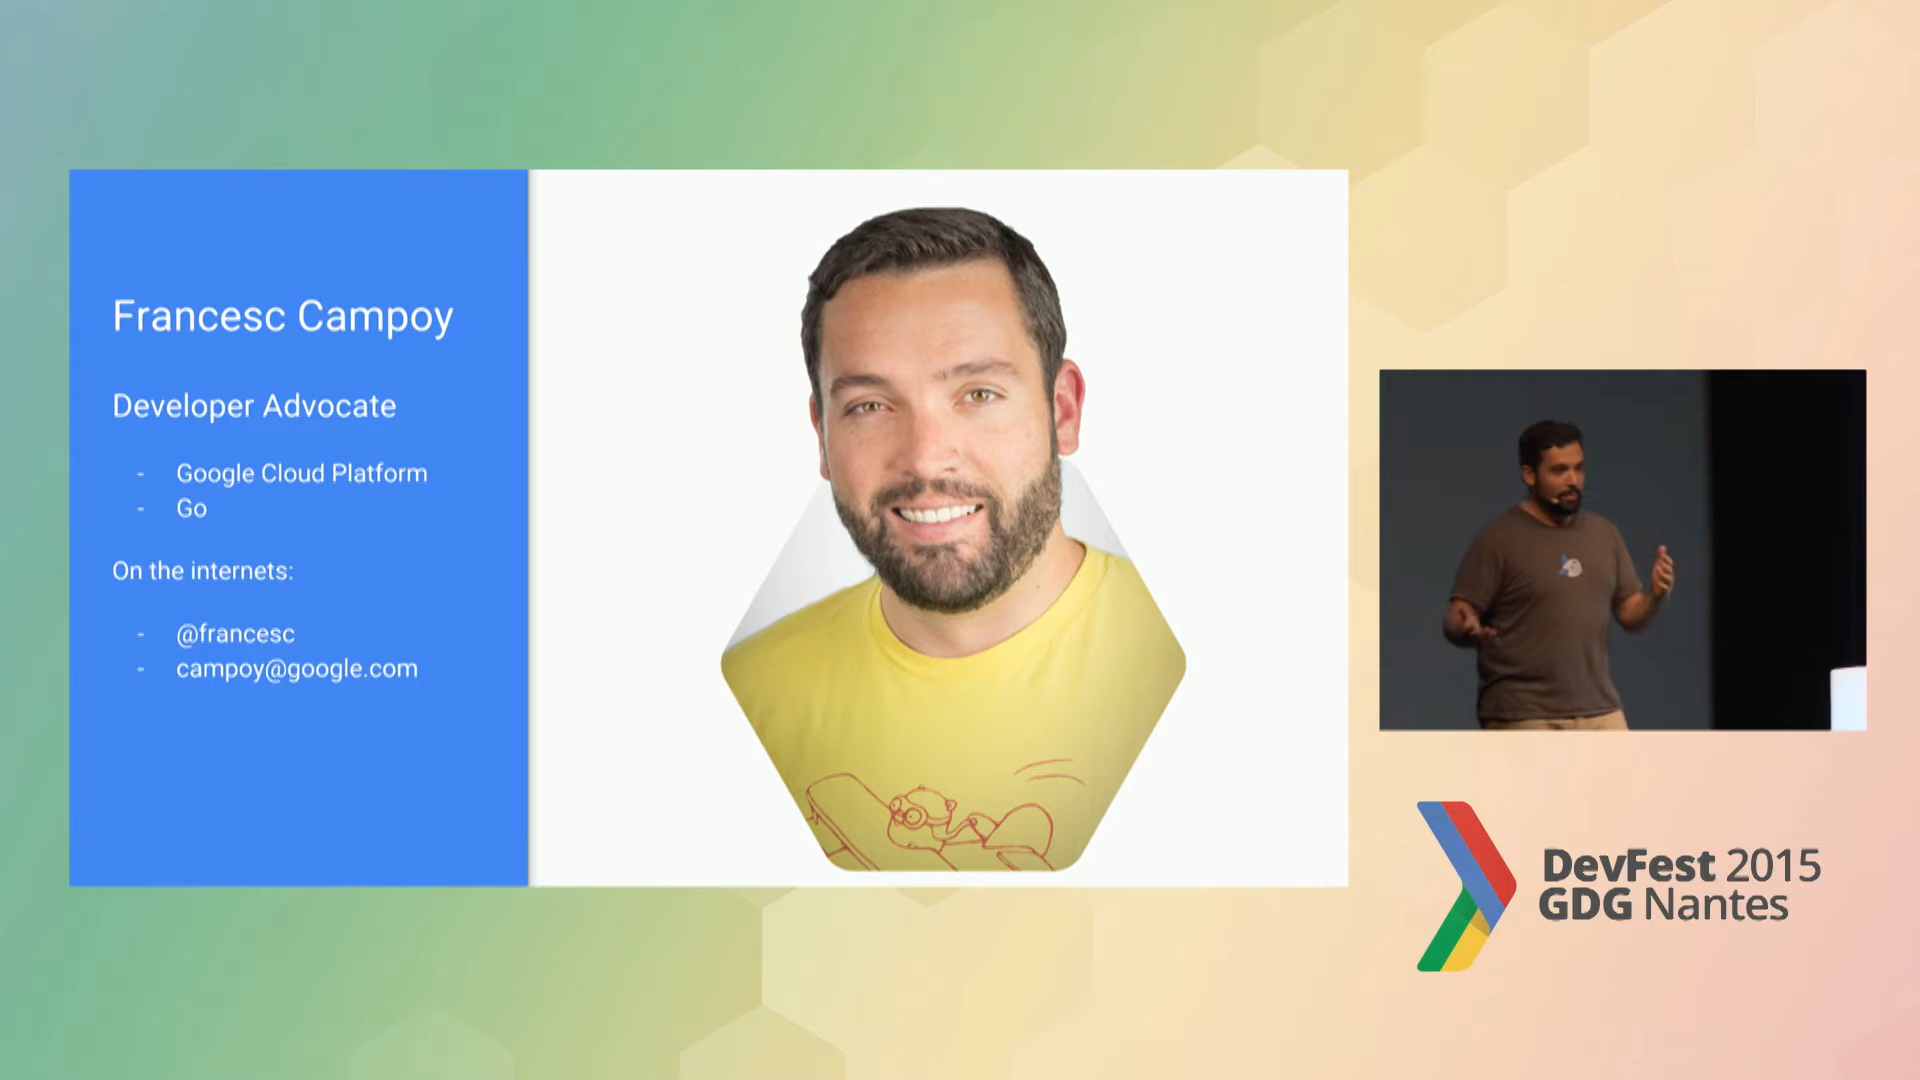 Francesc Campoy
Developer Advocate
- Google Cloud Platform
- Go
On the internets:
- @francesc
- campoy@google.com
DevFest 2015
GDG Nantes